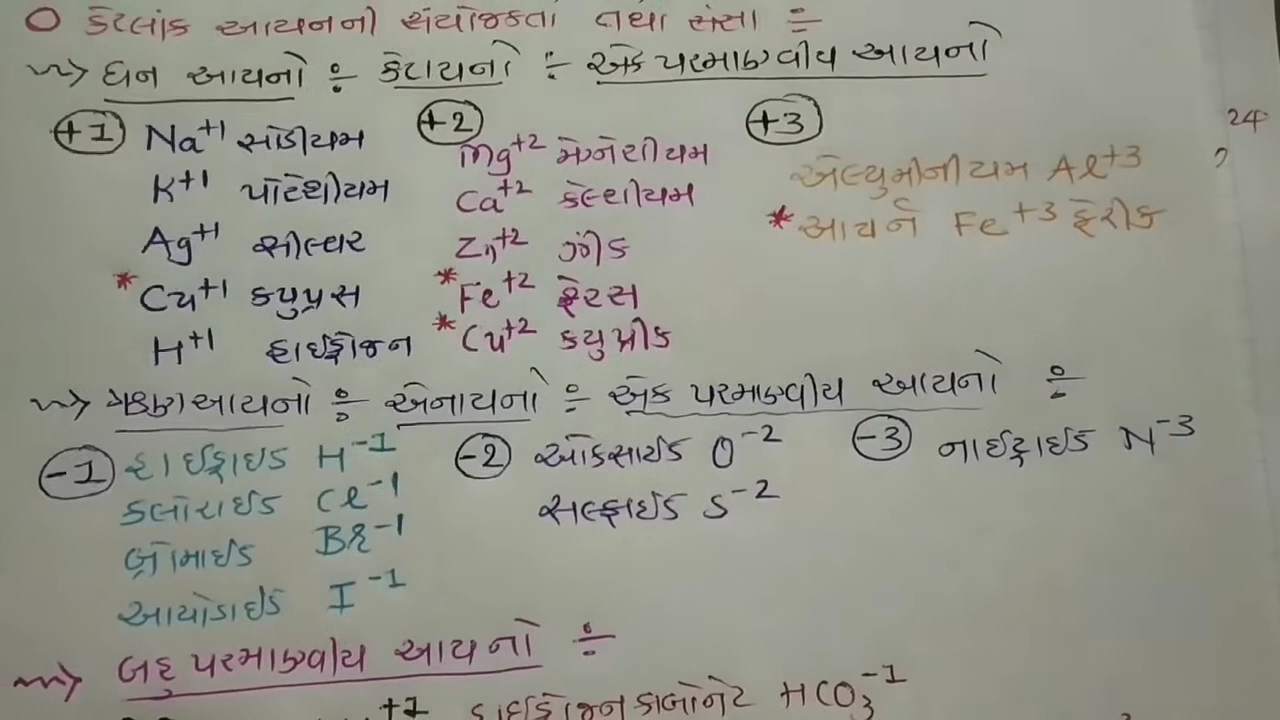 ○ કેટલાંક આયનની સંયોજકતા તથા સંજ્ઞા ÷
~~> ધન આયનો ÷ કેટાયનો ÷ એક પરમાણ્વીય આયનો
+1 Na⁺¹ સોડીયમ
K⁺¹ પોટેશીયમ
Ag⁺¹ સીલ્વર
* Cu⁺¹ ક્યુપ્રસ
H⁺¹ હાઈડ્રોજન
+2 Mg⁺² મેગ્નેસીયમ
Ca⁺² કેલ્શીયમ
Zn⁺² ઝીંક
* Fe⁺² ફેરસ
* Cu⁺² ક્યુપ્રીક
+3
એલ્યુમીનીયમ Al⁺³
* આયર્ન Fe⁺³ ફેરીક
24
~~> ઋણ આયનો ÷ એનાયનો ÷ એક પરમાણ્વીય આયનો ÷
-1 હાઈડ્રાઈડ H⁻¹
કલોરાઈડ Cl⁻¹
બ્રોમાઈડ Br⁻¹
આયોડાઈડ I⁻¹
-2 ઓક્સાઈડ O⁻²
સલ્ફાઈડ S⁻²
-3 નાઈટ્રાઈડ N⁻³
~~> બહુ પરમાણ્વીય આયનો ÷
+1 હાઈડ્રોજન કાર્બોનેટ HCO₃⁻¹